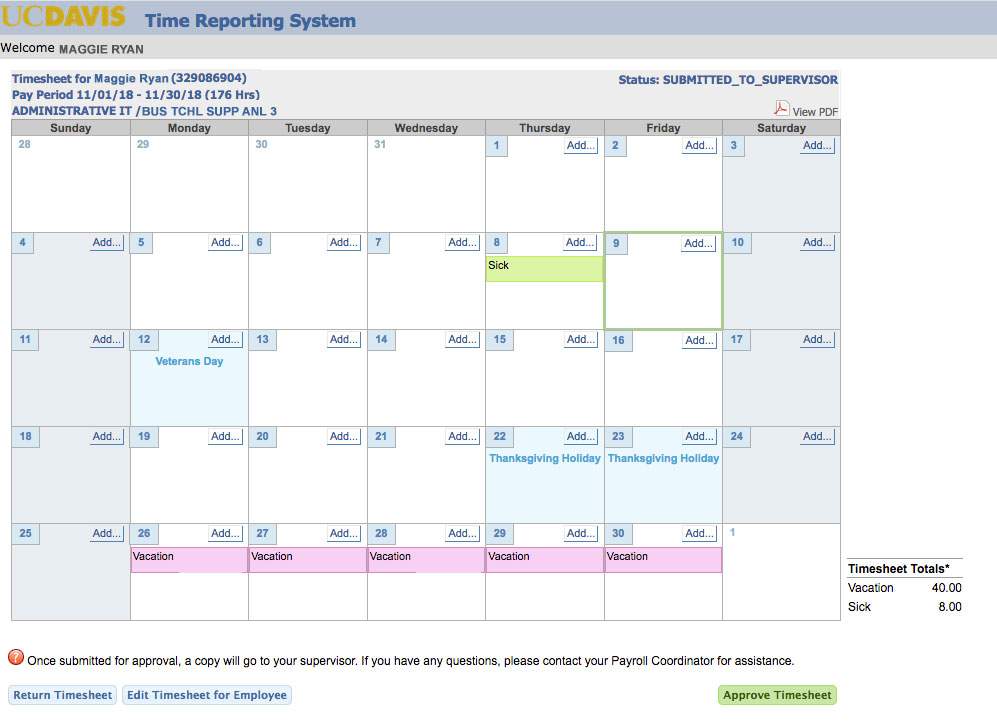 UCDAVIS Time Reporting System
Welcome MAGGIE RYAN
Timesheet for Maggie Ryan (329086904) Status: SUBMITTED_TO_SUPERVISOR
Pay Period 11/01/18 - 11/30/18 (176 Hrs)
ADMINISTRATIVE IT /BUS TCHL SUPP ANL 3 View PDF
Sunday Monday Tuesday Wednesday Thursday Friday Saturday
28 29 30 31 1 Add... 2 Add... 3 Add...
4 Add... 5 Add... 6 Add... 7 Add... 8 Add... 9 Add... 10 Add...
Sick
11 Add... 12 Add... 13 Add... 14 Add... 15 Add... 16 Add... 17 Add...
Veterans Day
18 Add... 19 Add... 20 Add... 21 Add... 22 Add... 23 Add... 24 Add...
Thanksgiving Holiday Thanksgiving Holiday
25 Add... 26 Add... 27 Add... 28 Add... 29 Add... 30 Add... 1
Vacation Vacation Vacation Vacation Vacation
Timesheet Totals*
Vacation 40.00
Sick 8.00
? Once submitted for approval, a copy will go to your supervisor. If you have any questions, please contact your Payroll Coordinator for assistance.
Return Timesheet Edit Timesheet for Employee Approve Timesheet